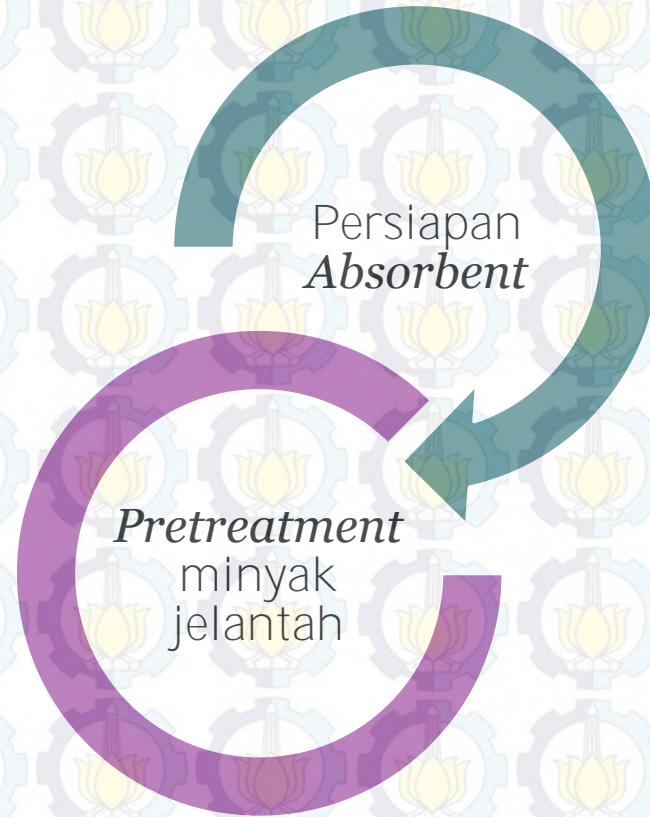 Persiapan
Absorbent
Pretreatment
minyak
jelantah